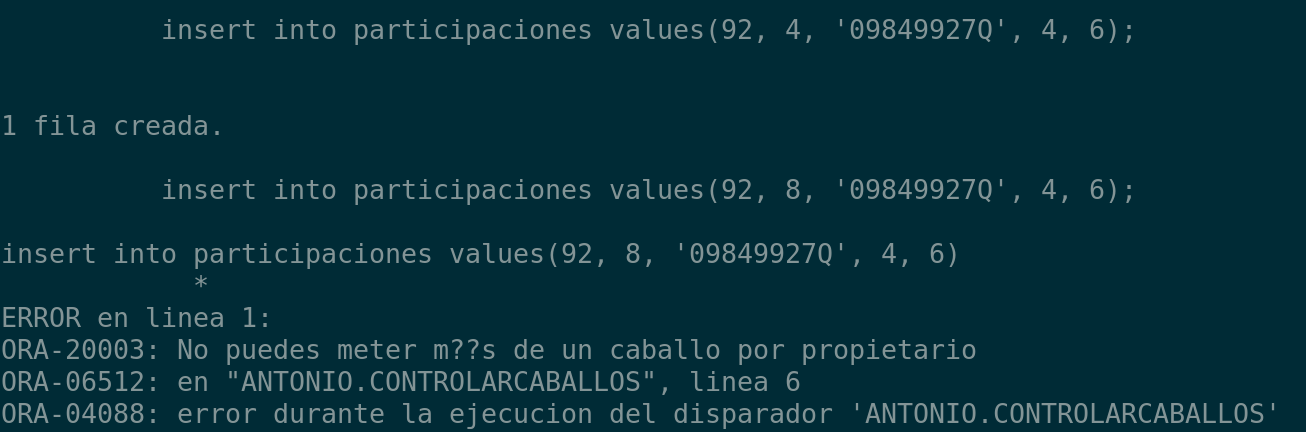 insert into participaciones values(92, 4, '09849927Q', 4, 6);
1 fila creada.
insert into participaciones values(92, 8, '09849927Q', 4, 6);
insert into participaciones values(92, 8, '09849927Q', 4, 6)
*
ERROR en linea 1:
ORA-20003: No puedes meter m??s de un caballo por propietario
ORA-06512: en "ANTONIO.CONTROLARCABALLOS", linea 6
ORA-04088: error durante la ejecucion del disparador 'ANTONIO.CONTROLARCABALLOS'